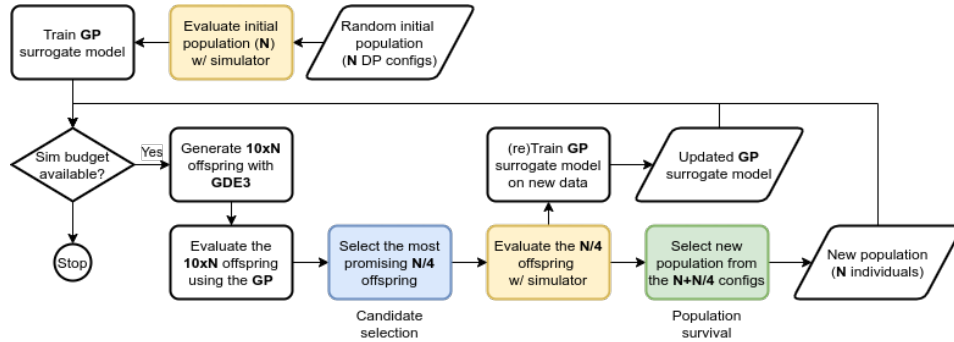 Train GP
surrogate model
Evaluate initial
population (N)
w/ simulator
Random initial
population
(N DP configs)
Sim budget
available?
Yes
Generate 10xN
offspring with
GDE3
(re)Train GP
surrogate model
on new data
Updated GP
surrogate model
Stop
Evaluate the
10xN offspring
using the GP
Select the most
promising N/4
offspring
Evaluate the N/4
offspring
w/ simulator
Select new
population from
the N+N/4 configs
New population
(N individuals)
Candidate
selection
Population
survival